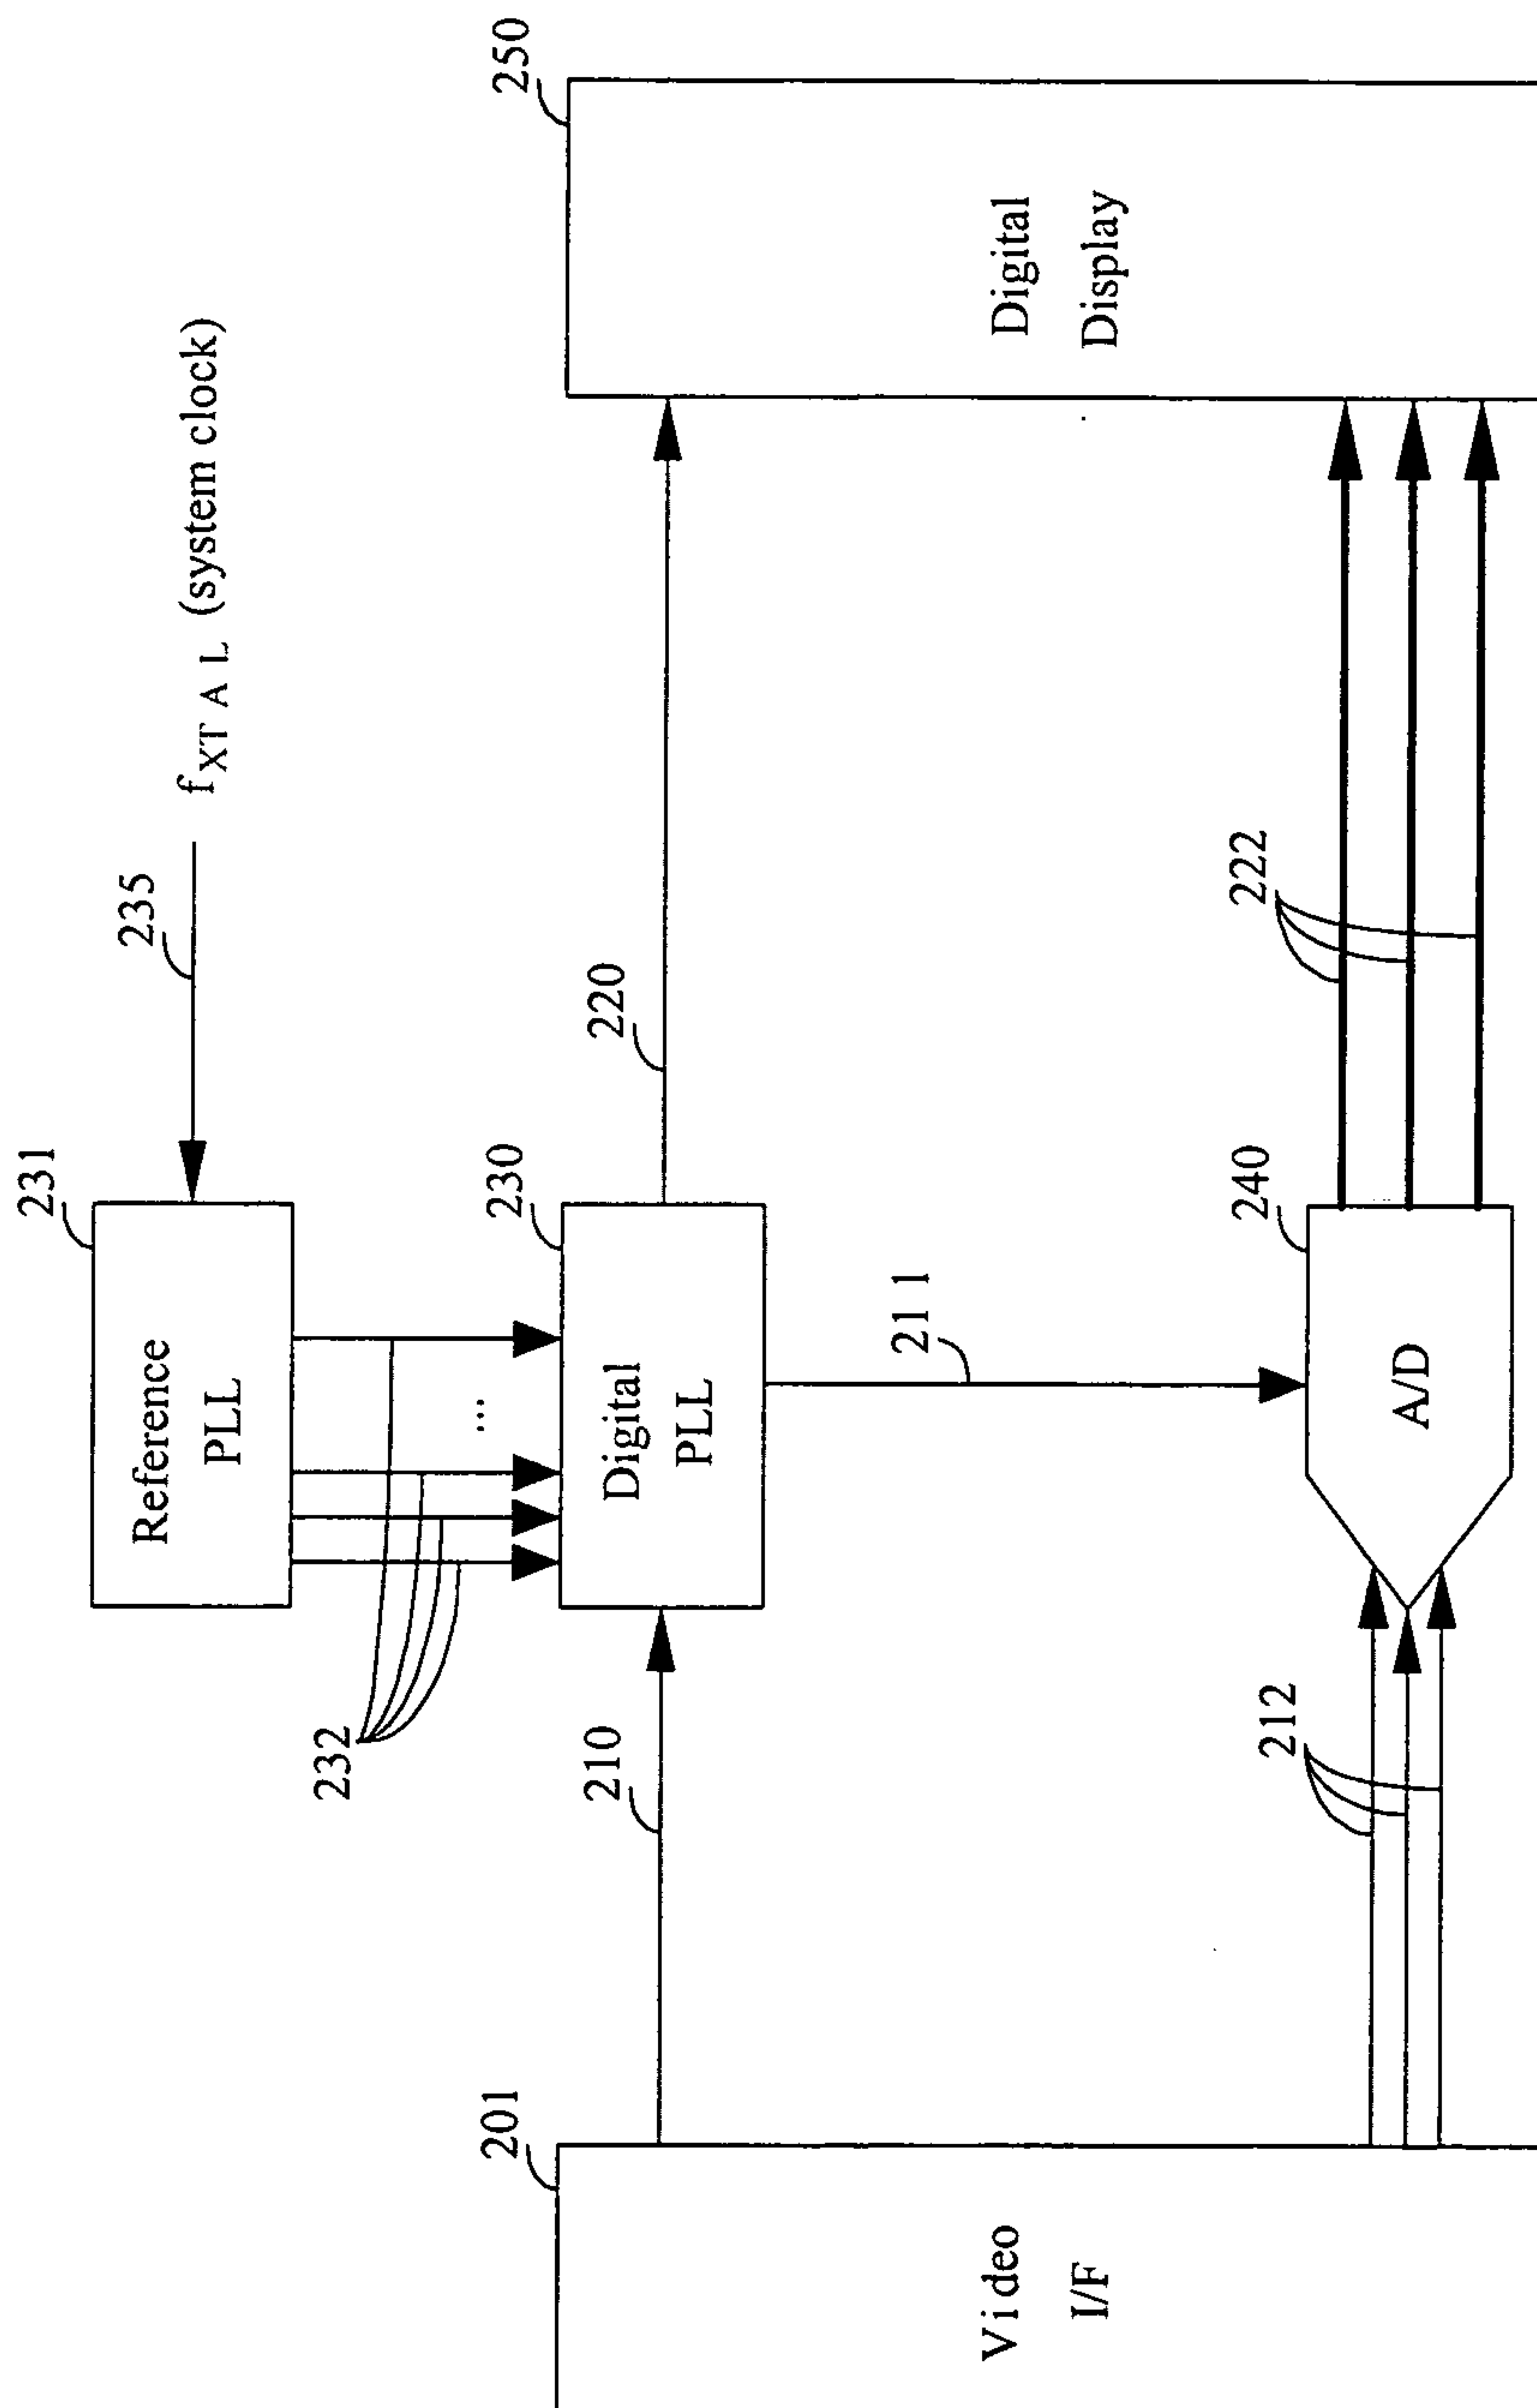 231
Reference
PLL
235
f XTAL (system clock)
232
...
201
Video
I/F
210
230
Digital
PLL
220
250
Digital
Display
211
212
240
A/D
222